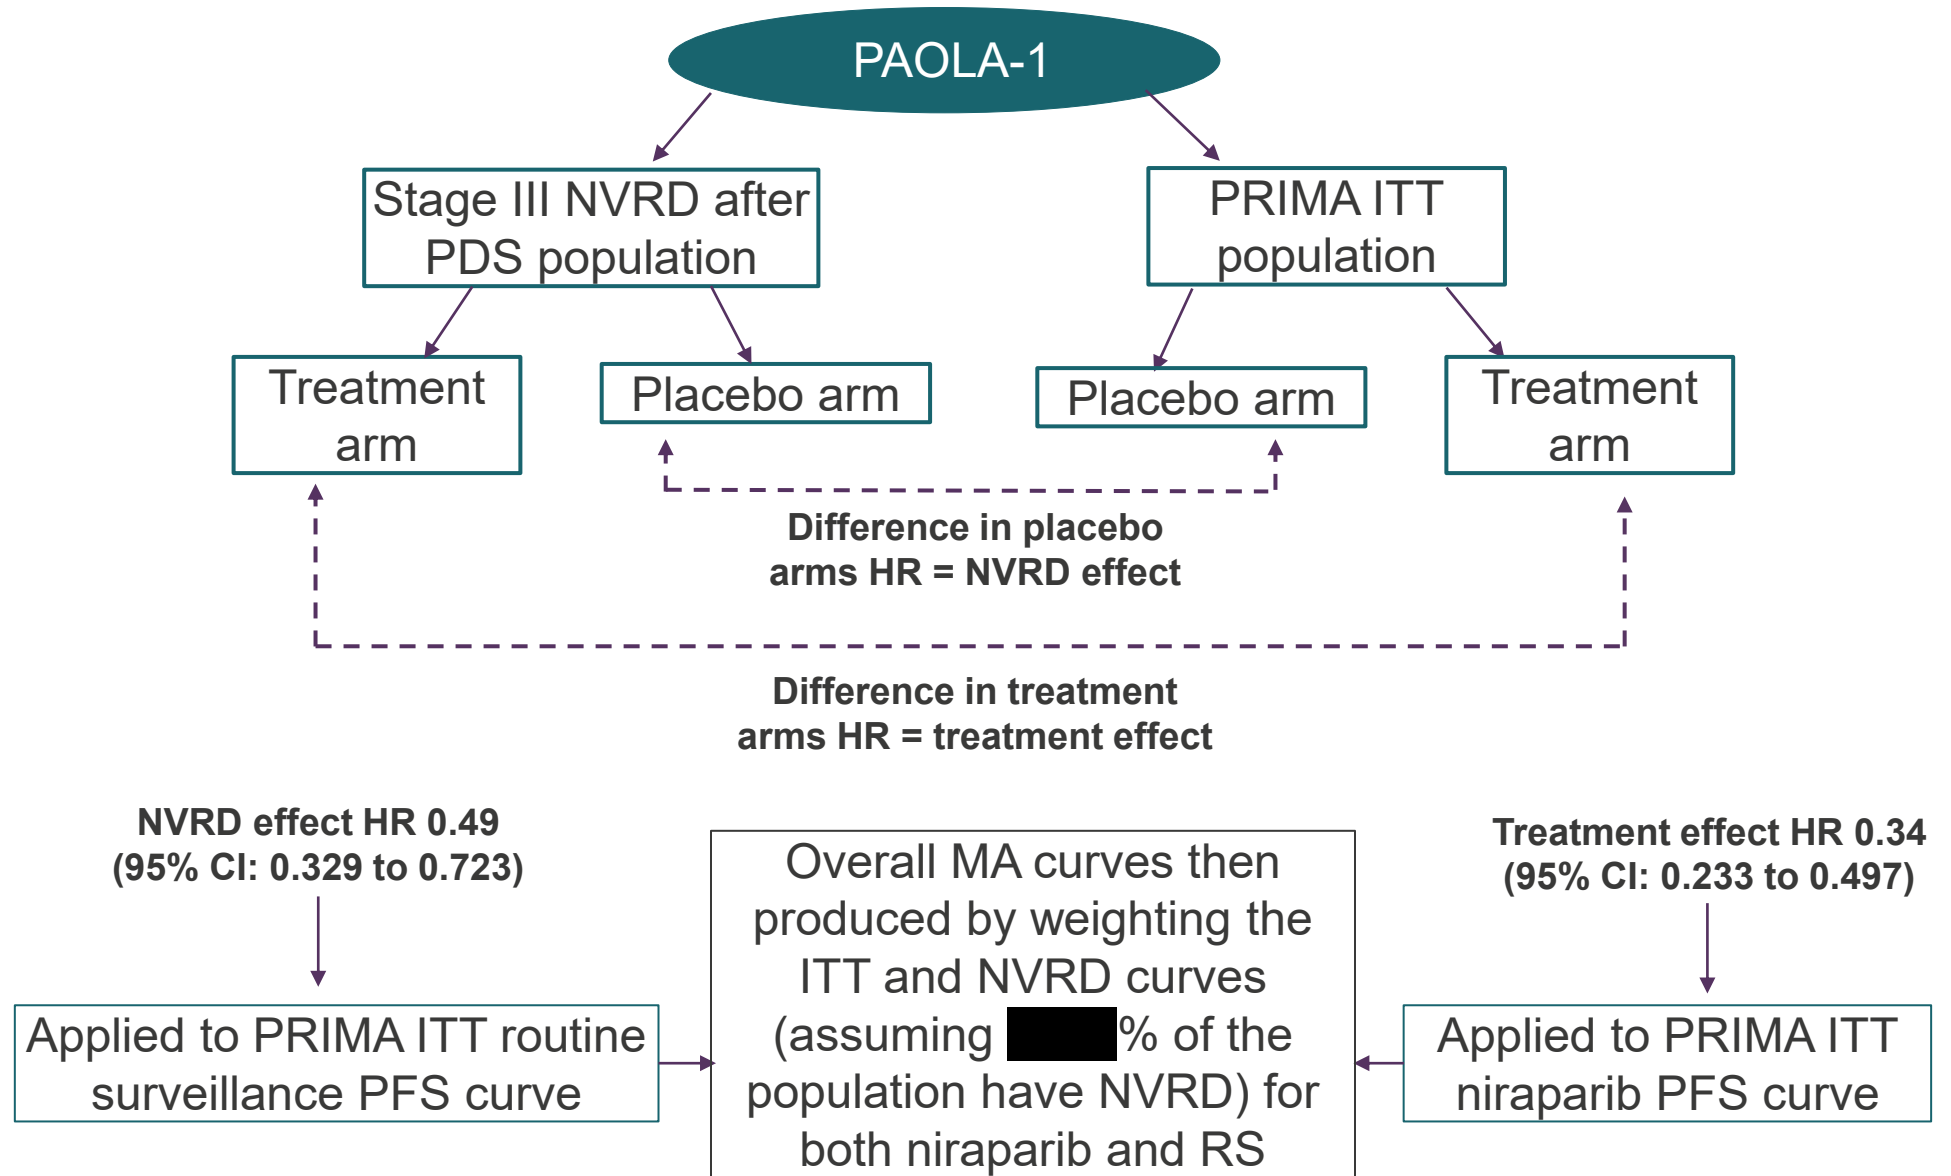 PAOLA-1
Stage III NVRD after
PDS population
PRIMA ITT
population
Treatment
arm
Placebo arm
Placebo arm
Treatment
arm
Difference in placebo
arms HR = NVRD effect
Difference in treatment
arms HR = treatment effect
NVRD effect HR 0.49
(95% CI: 0.329 to 0.723)
Treatment effect HR 0.34
(95% CI: 0.233 to 0.497)
Applied to PRIMA ITT routine
surveillance PFS curve
Overall MA curves then
produced by weighting the
ITT and NVRD curves
(assuming % of the
population have NVRD) for
both niraparib and RS
Applied to PRIMA ITT
niraparib PFS curve